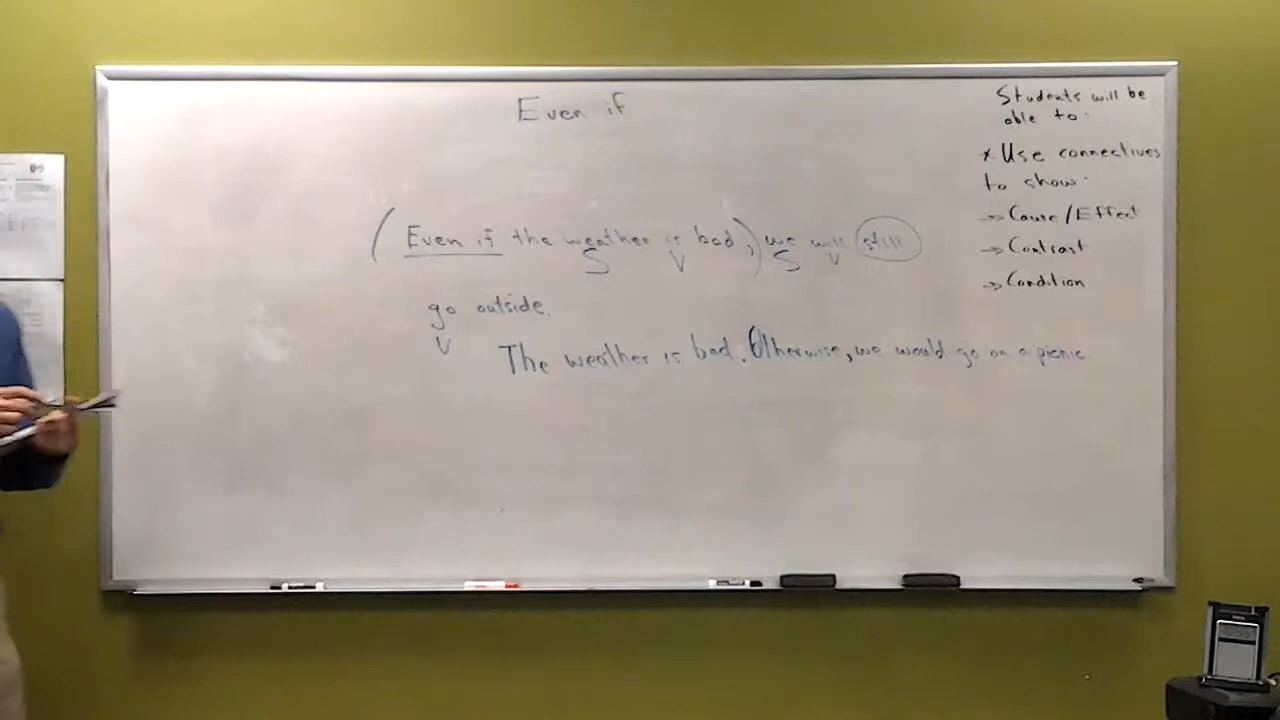 Even if
(Even if the weather is bad,) we will still
S V S V
go outside.
V
The weather is bad. Otherwise, we would go on a picnic
Students will be
able to:
* Use connectives
to show:
→ Cause/Effect
→ Contrast
→ Condition